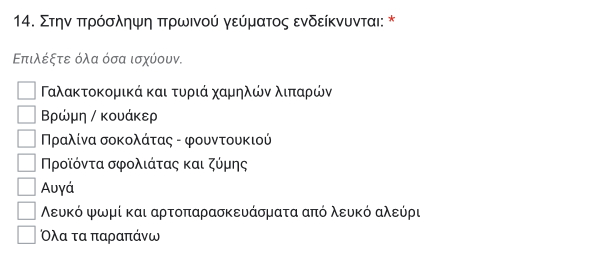 14. Στην πρόσληψη πρωινού γεύματος ενδείκνυνται: *
Επιλέξτε όλα όσα ισχύουν.
Γαλακτοκομικά και τυριά χαμηλών λιπαρών
Βρώμη / κουάκερ
Πραλίνα σοκολάτας - φουντουκιού
Προϊόντα σφολιάτας και ζύμης
Αυγά
Λευκό ψωμί και αρτοπαρασκευάσματα από λευκό αλεύρι
Όλα τα παραπάνω